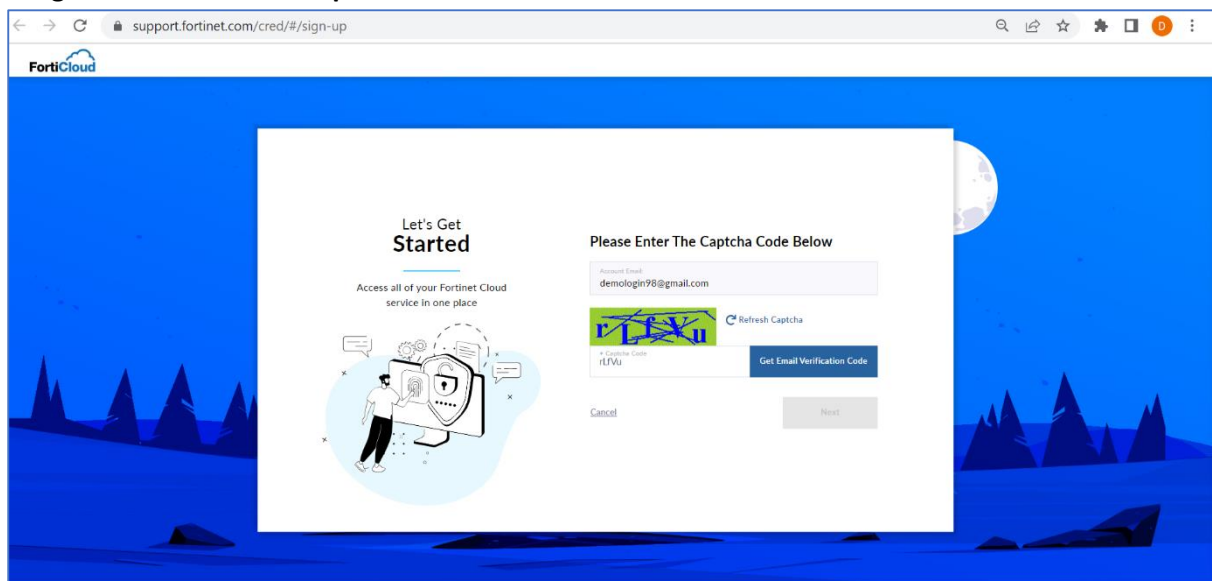 support.fortinet.com/cred/#/sign-up
D
FortiCloud
Let's Get
Started
Access all of your Fortinet Cloud
service in one place
Please Enter The Captcha Code Below
Account Email
demologin98@gmail.com
rLfVu
Refresh Captcha
* Captcha Code
rLfVu
Get Email Verification Code
Cancel
Next